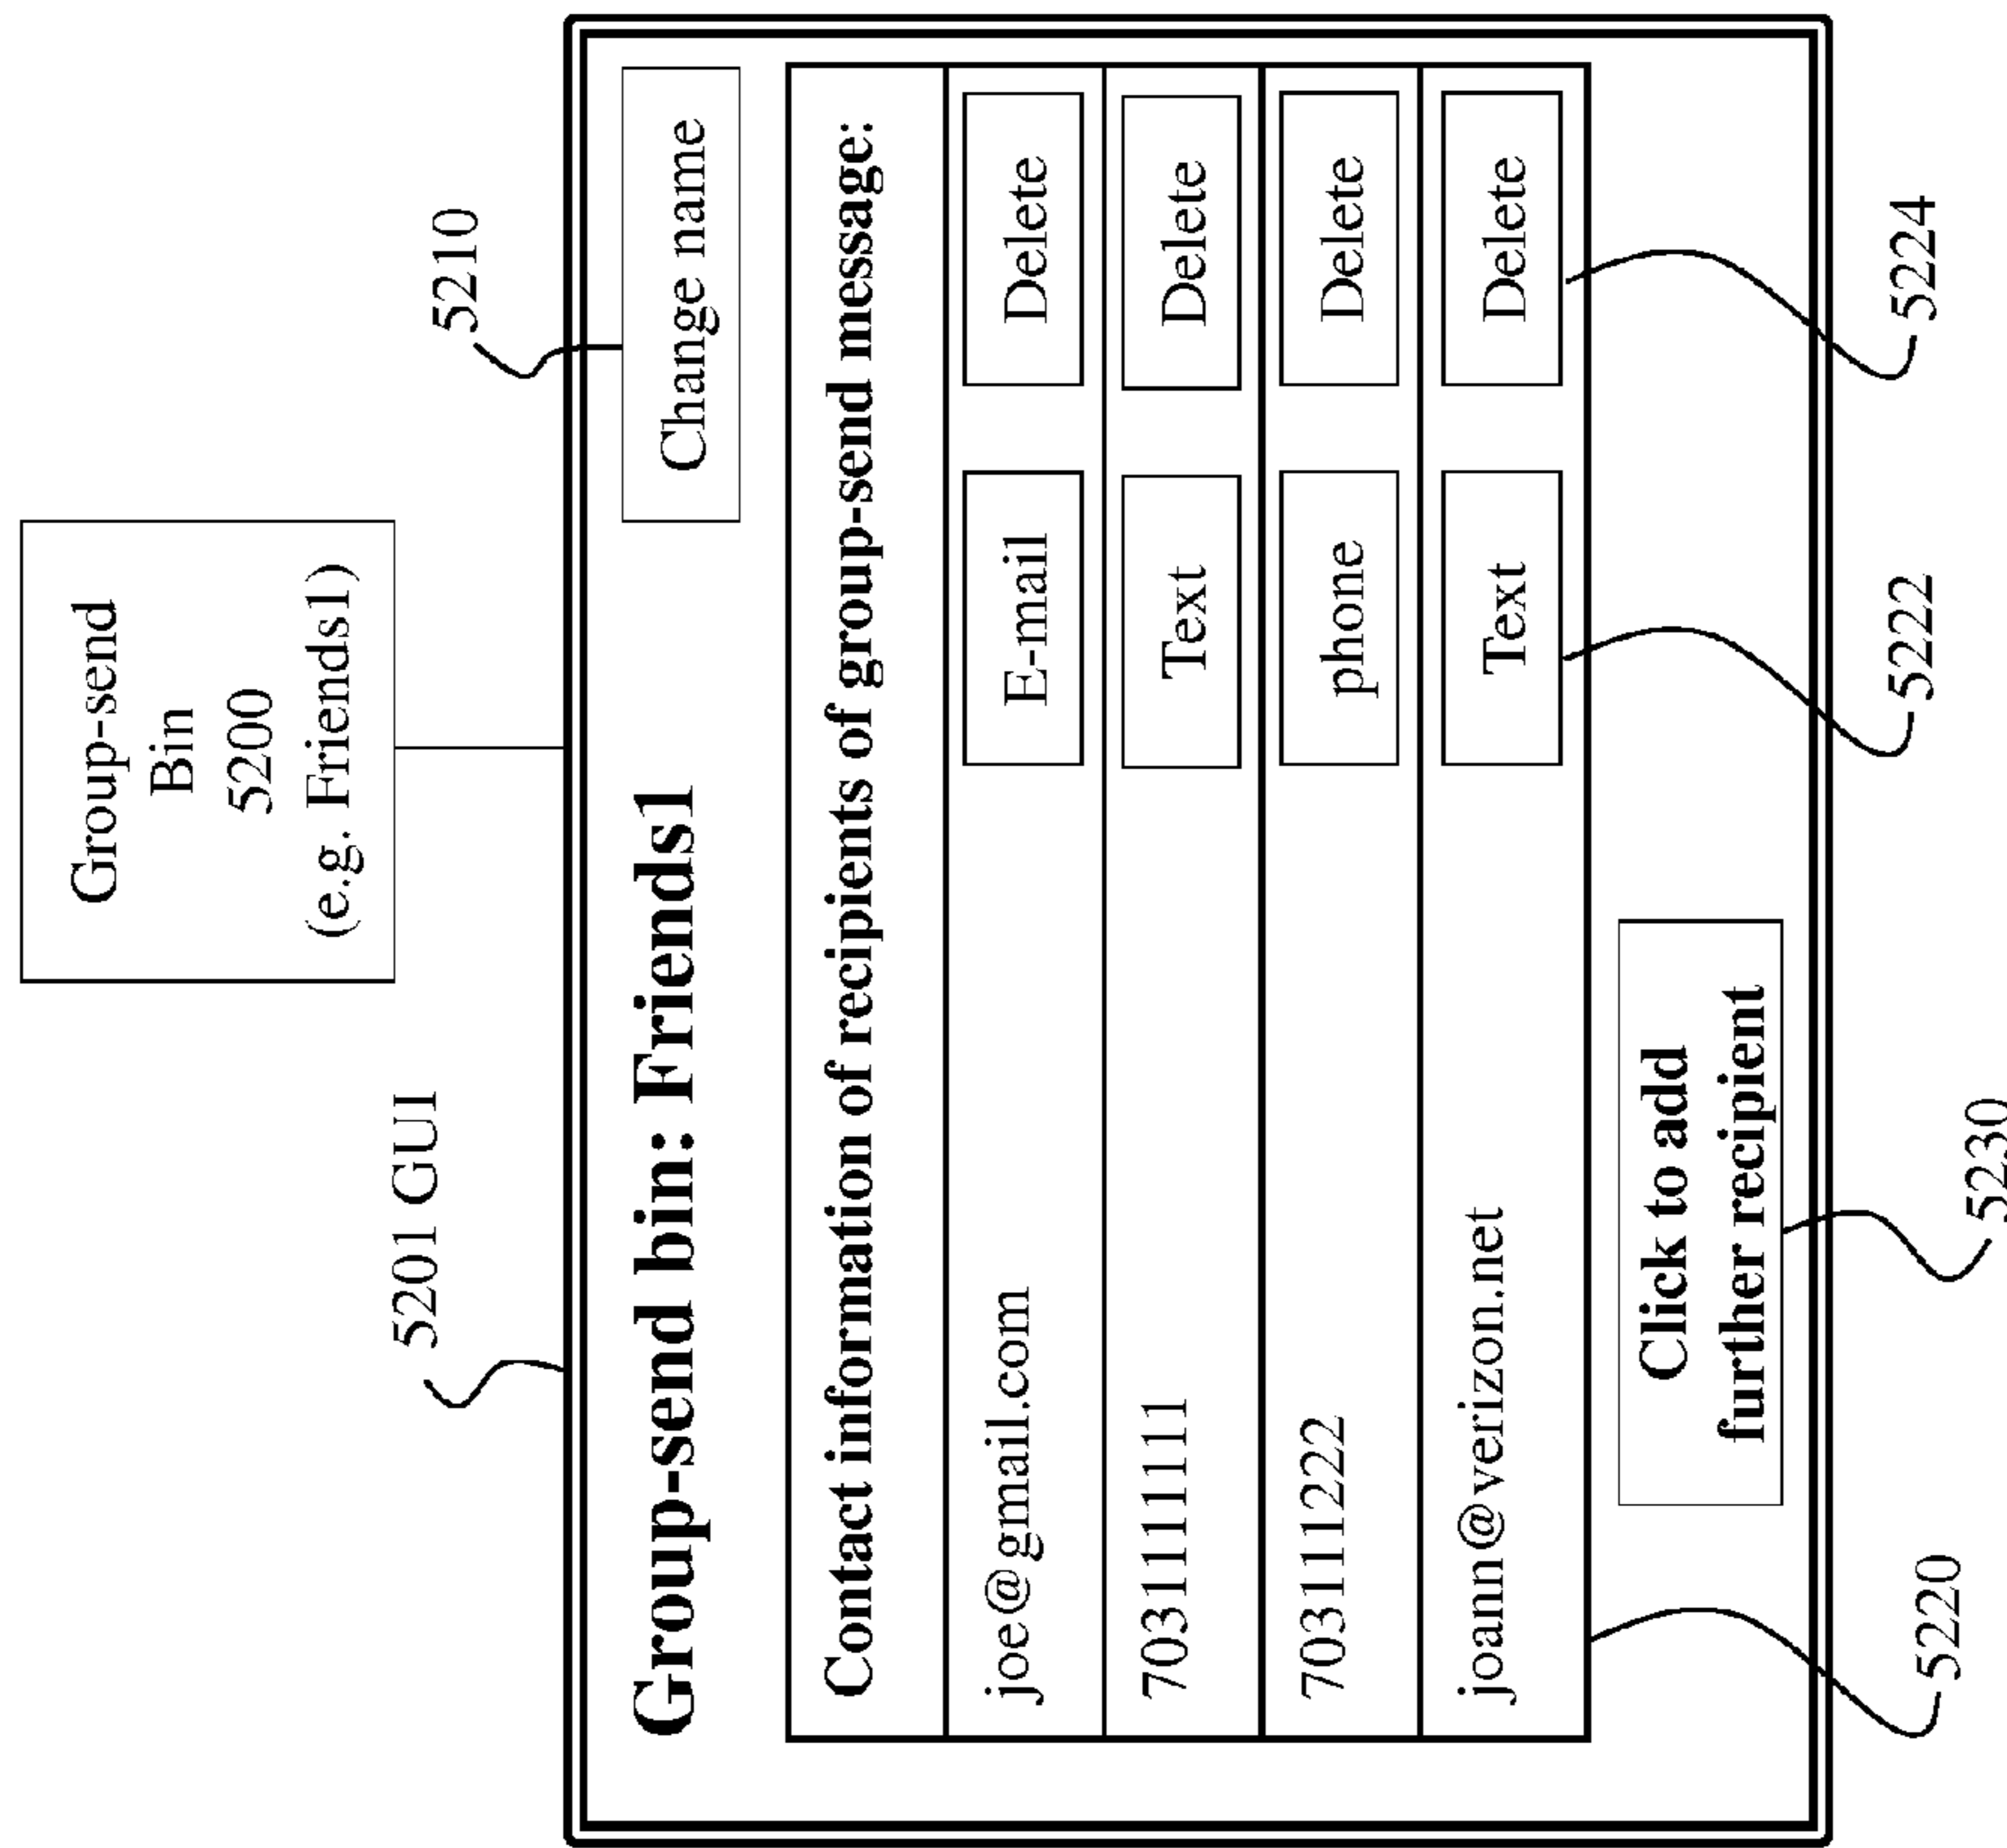 Group-send
Bin
5200
(e.g. Friends1)
5201 GUI
5210
Group-send bin: Friends1
Change name
Contact information of recipients of group-send message:
joe@gmail.com E-mail Delete
7031111111 Text Delete
703111222 phone Delete
joann@verizon.net Text Delete
Click to add
further recipient
5220
5230
5222
5224